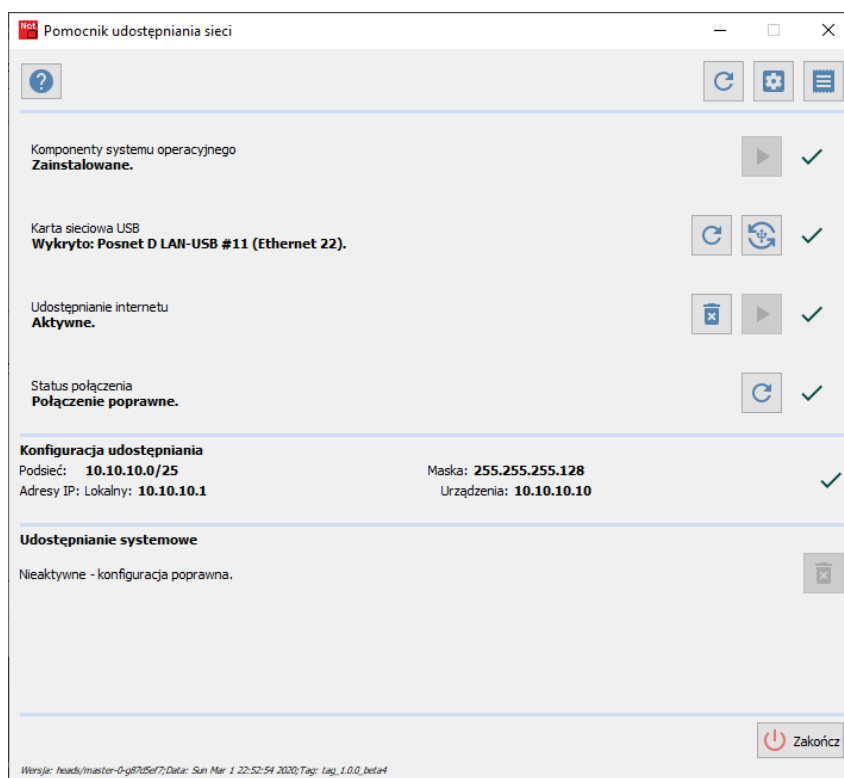 Net
Pomocnik udostępniania sieci
Komponenty systemu operacyjnego
Zainstalowane.
Karta sieciowa USB
Wykryto: Posnet D LAN-USB #11 (Ethernet 22).
Udostępnianie internetu
Aktywne.
Status połączenia
Połączenie poprawne.
Konfiguracja udostępniania
Podsieć: 10.10.10.0/25 Maska: 255.255.255.128
Adresy IP: Lokalny: 10.10.10.1 Urządzenia: 10.10.10.10
Udostępnianie systemowe
Nieaktywne - konfiguracja poprawna.
Zakończ
Wersja: heads/master-0-g87d5ef7;Data: Sun Mar 1 22:52:54 2020;Tag: tag_1.0.0_beta4